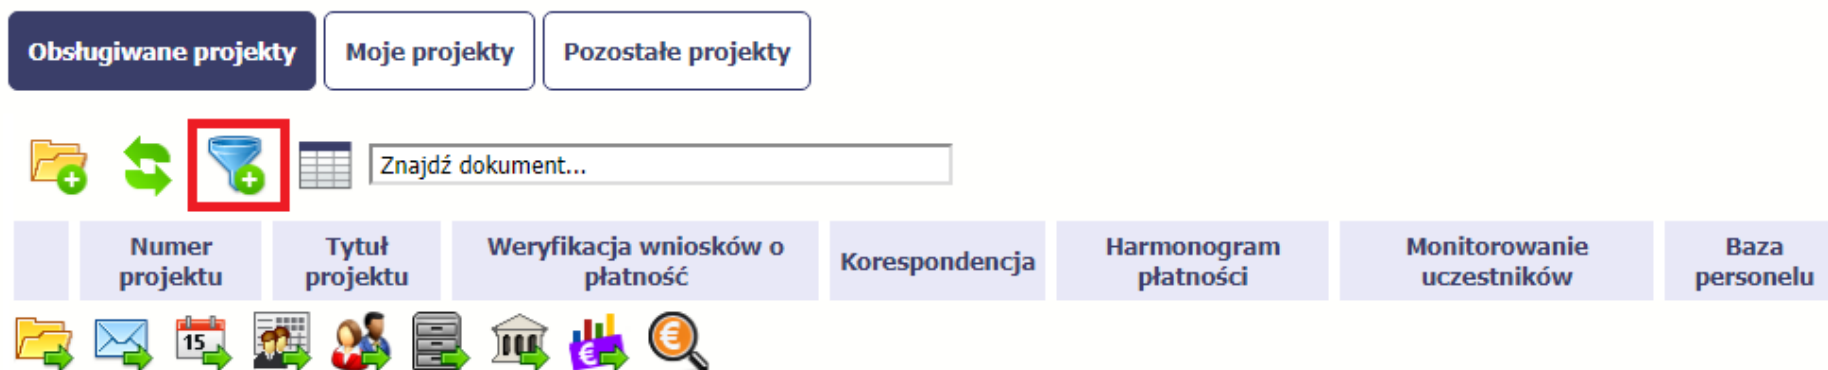 Obsługiwane projekty Moje projekty Pozostałe projekty
Znajdź dokument...
Numer projektu
Tytuł projektu
Weryfikacja wniosków o płatność
Korespondencja
Harmonogram płatności
Monitorowanie uczestników
Baza personelu
15
€ €